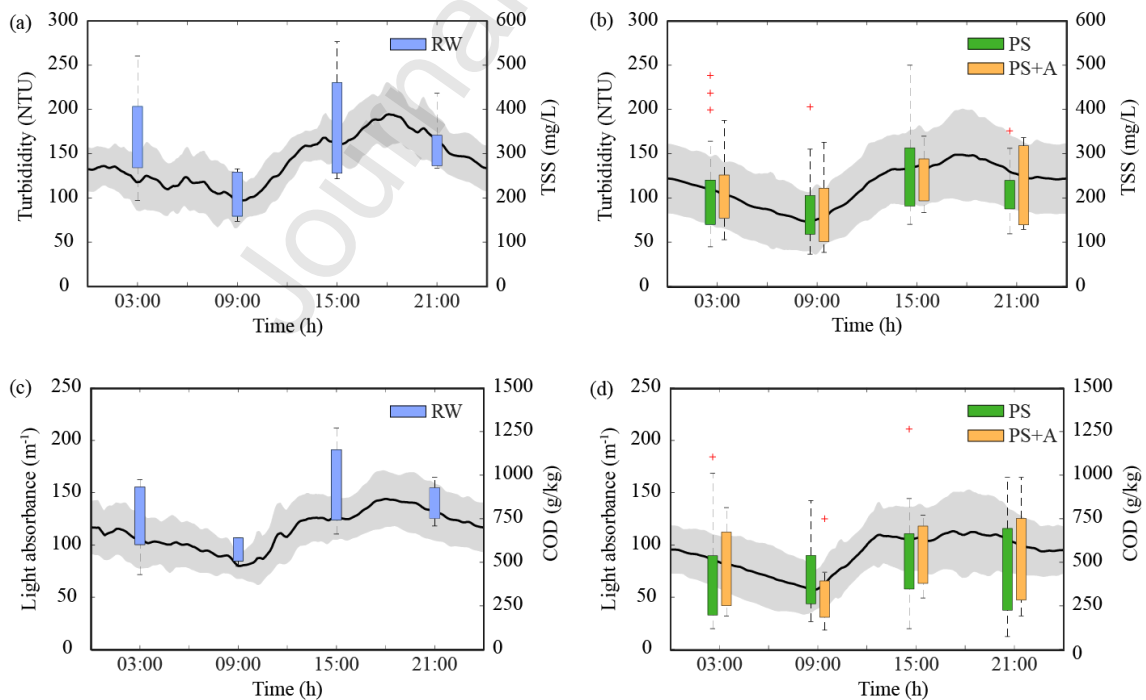 (a)
300
250
200
150
100
50
0
Turbididity (NTU)
600
500
400
300
200
100
0
TSS (mg/L)
RW
03:00 09:00 15:00 21:00
Time (h)
(b)
300
250
200
150
100
50
0
Turbididity (NTU)
600
500
400
300
200
100
0
TSS (mg/L)
PS
PS+A
03:00 09:00 15:00 21:00
Time (h)
(c)
250
200
150
100
50
0
Light absorbance (m⁻¹)
1500
1250
1000
750
500
250
0
COD (g/kg)
RW
03:00 09:00 15:00 21:00
Time (h)
(d)
250
200
150
100
50
0
Light absorbance (m⁻¹)
1500
1250
1000
750
500
250
0
COD (g/kg)
PS
PS+A
03:00 09:00 15:00 21:00
Time (h)
Journa